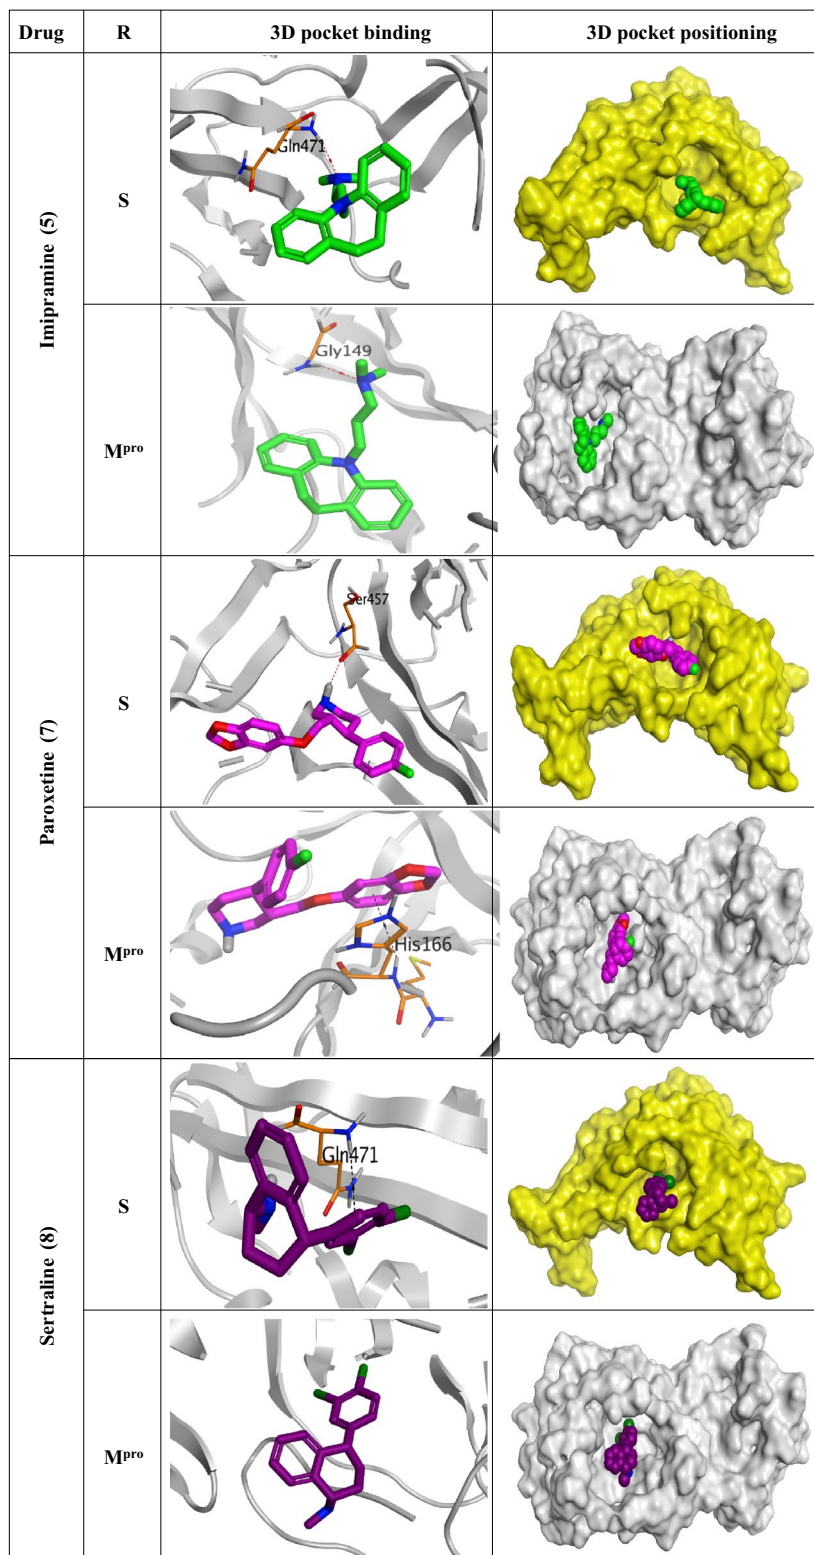 Drug R 3D pocket binding 3D pocket positioning
Imipramine (5)
S
Gln471
Mpro
Gly149
Paroxetine (7)
S
Ser457
Mpro
His166
Sertraline (8)
S
Gln471
Mpro